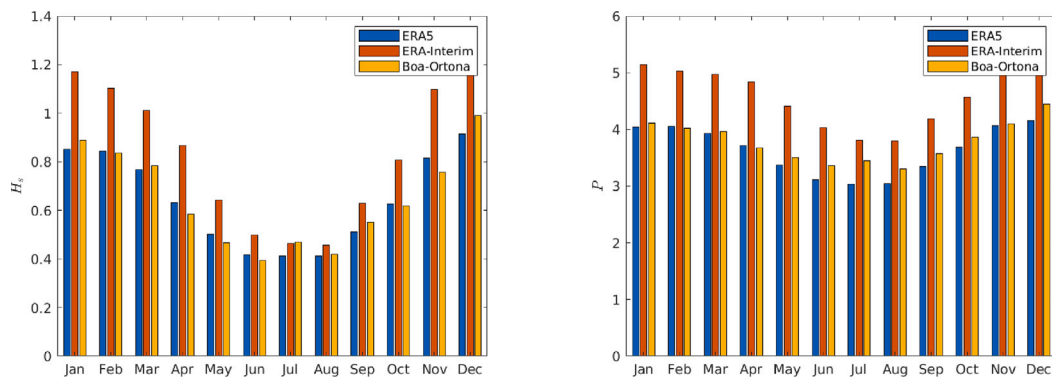 1.4
1.2
1
0.8
0.6
0.4
0.2
0
H_s
ERA5
ERA-Interim
Boa-Ortona
Jan Feb Mar Apr May Jun Jul Aug Sep Oct Nov Dec
6
5
4
3
2
1
0
P
ERA5
ERA-Interim
Boa-Ortona
Jan Feb Mar Apr May Jun Jul Aug Sep Oct Nov Dec